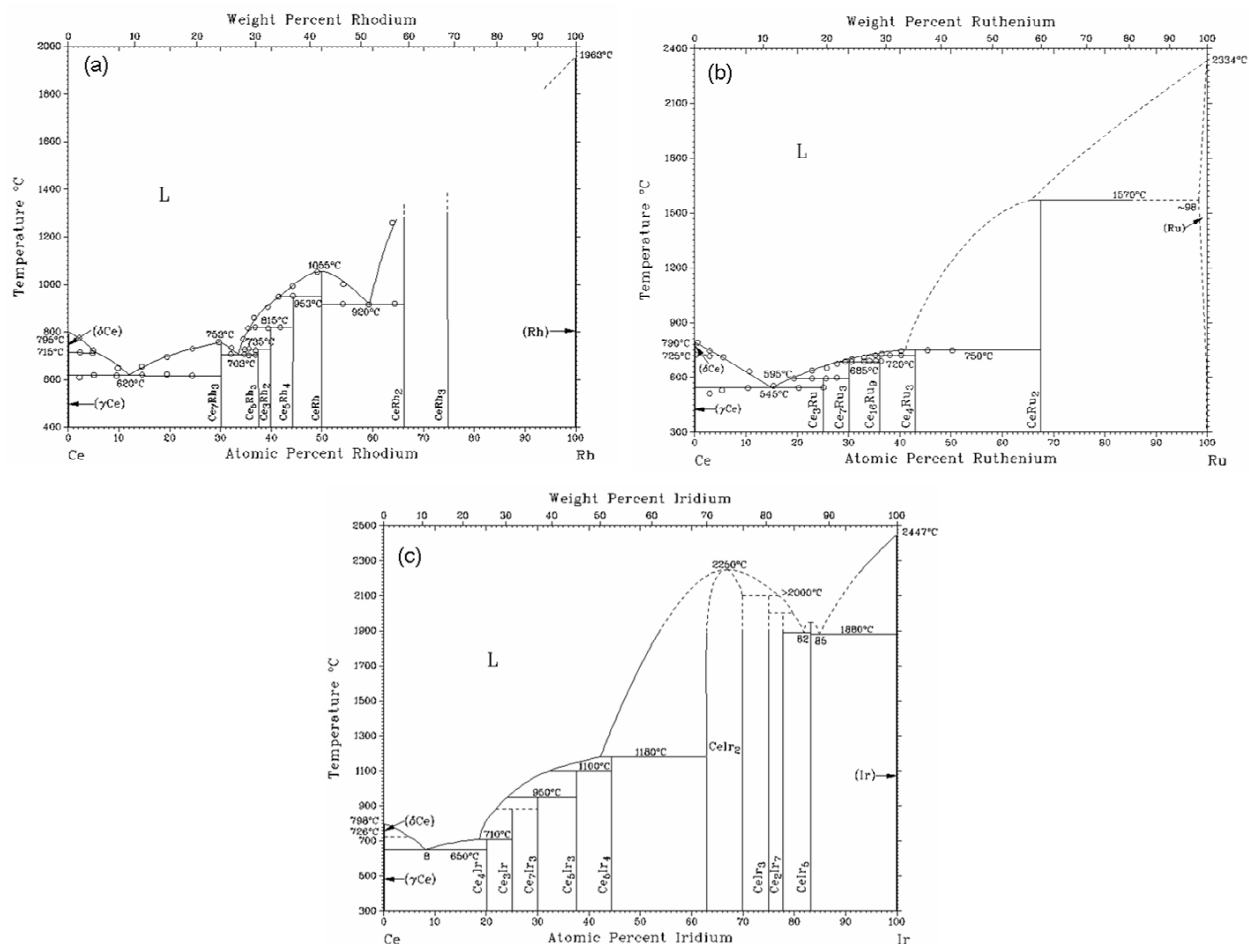 Weight Percent Rhodium
0 10 20 30 40 50 60 70 80 90 100
(a)
Temperature °C
2000
1800
1600
1400
1200
1000
800
600
400
1963°C
L
1055°C
953°C
920°C
815°C
753°C
735°C
703°C
620°C
795°C
715°C
(δCe)
(γCe)
(Rh)
Ce7Rh3
Ce5Rh3
Ce3Rh2
Ce5Rh4
CeRh
CeRh2
CeRh3
0 10 20 30 40 50 60 70 80 90 100
Ce Atomic Percent Rhodium Rh
Weight Percent Ruthenium
0 10 20 30 40 50 60 70 80 90 100
(b)
Temperature °C
2400
2100
1800
1500
1200
900
600
300
2334°C
L
1570°C
~98
(Ru)
790°C
725°C
(δCe)
(γCe)
595°C
545°C
685°C
720°C
750°C
Ce3Ru
Ce7Ru3
Ce16Ru9
Ce4Ru3
CeRu2
0 10 20 30 40 50 60 70 80 90 100
Ce Atomic Percent Ruthenium Ru
Weight Percent Iridium
0 10 20 30 40 50 60 70 80 90 100
(c)
Temperature °C
2500
2300
2100
1900
1700
1500
1300
1100
900
700
500
300
2447°C
2250°C
>2000°C
1880°C
82 85
L
1180°C
1100°C
950°C
710°C
650°C
8
798°C
726°C
(δCe)
(γCe)
(Ir)
Ce4Ir
Ce3Ir
Ce7Ir3
Ce5Ir3
Ce5Ir4
CeIr2
CeIr3
Ce2Ir7
CeIr5
0 10 20 30 40 50 60 70 80 90 100
Ce Atomic Percent Iridium Ir